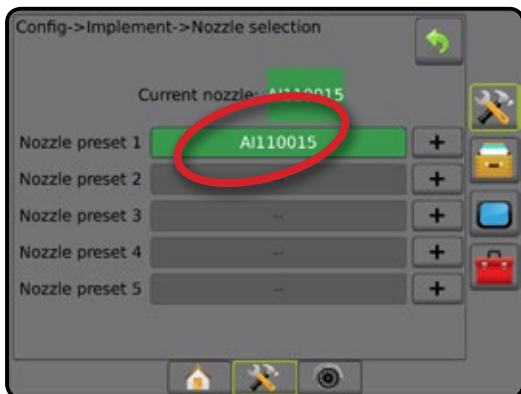 Config->Implement->Nozzle selection
Current nozzle: AI110015
Nozzle preset 1 AI110015 +
Nozzle preset 2 -- +
Nozzle preset 3 -- +
Nozzle preset 4 -- +
Nozzle preset 5 -- +